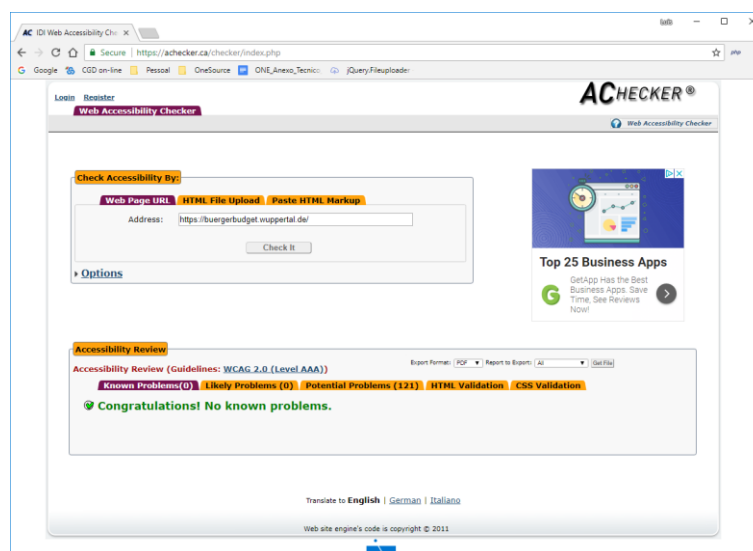 AC IDI Web Accessibility Che
Secure | https://achecker.ca/checker/index.php
Google CGD on-line Pessoal OneSource ONE_Anexo_Tecnico jQuery.Fileuploader
Login Register
ACHECKER®
Web Accessibility Checker
Web Accessibility Checker
Check Accessibility By:
Web Page URL HTML File Upload Paste HTML Markup
Address: https://buergerbudget.wuppertal.de/
Check It
Options
Top 25 Business Apps
GetApp Has the Best
Business Apps. Save
Time, See Reviews
Now!
Accessibility Review
Export Format: PDF Report to Export: All Get File
Accessibility Review (Guidelines: WCAG 2.0 (Level AAA))
Known Problems(0) Likely Problems (0) Potential Problems (121) HTML Validation CSS Validation
Congratulations! No known problems.
Translate to English | German | Italiano
Web site engine's code is copyright © 2011